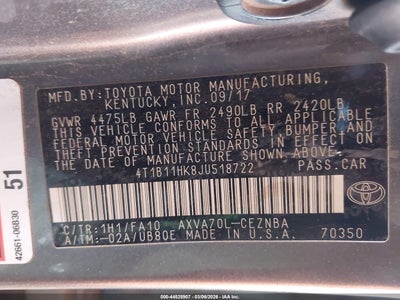 MFD. BY:TOYOTA MOTOR MANUFACTURING,
KENTUCKY,INC.09/17
GVWR 4475LB GAWR FR 2490LB RR 2420LB
THIS VEHICLE CONFORMS TO ALL APPLICABLE
FEDERAL MOTOR VEHICLE SAFETY,BUMPER,AND
THEFT PREVENTION STANDARDS IN EFFECT ON
THE DATE OF MANUFACTURE SHOWN ABOVE.
4T1B11HK8JU518722 PASS.CAR
C/TR:1H1/FA10 AXVA70L-CEZNBA
A/TM:-02A/UB80E MADE IN U.S.A. 70350
TOYOTA
51
42661-06B30
000-44528907 - 03/06/2026 - IAA